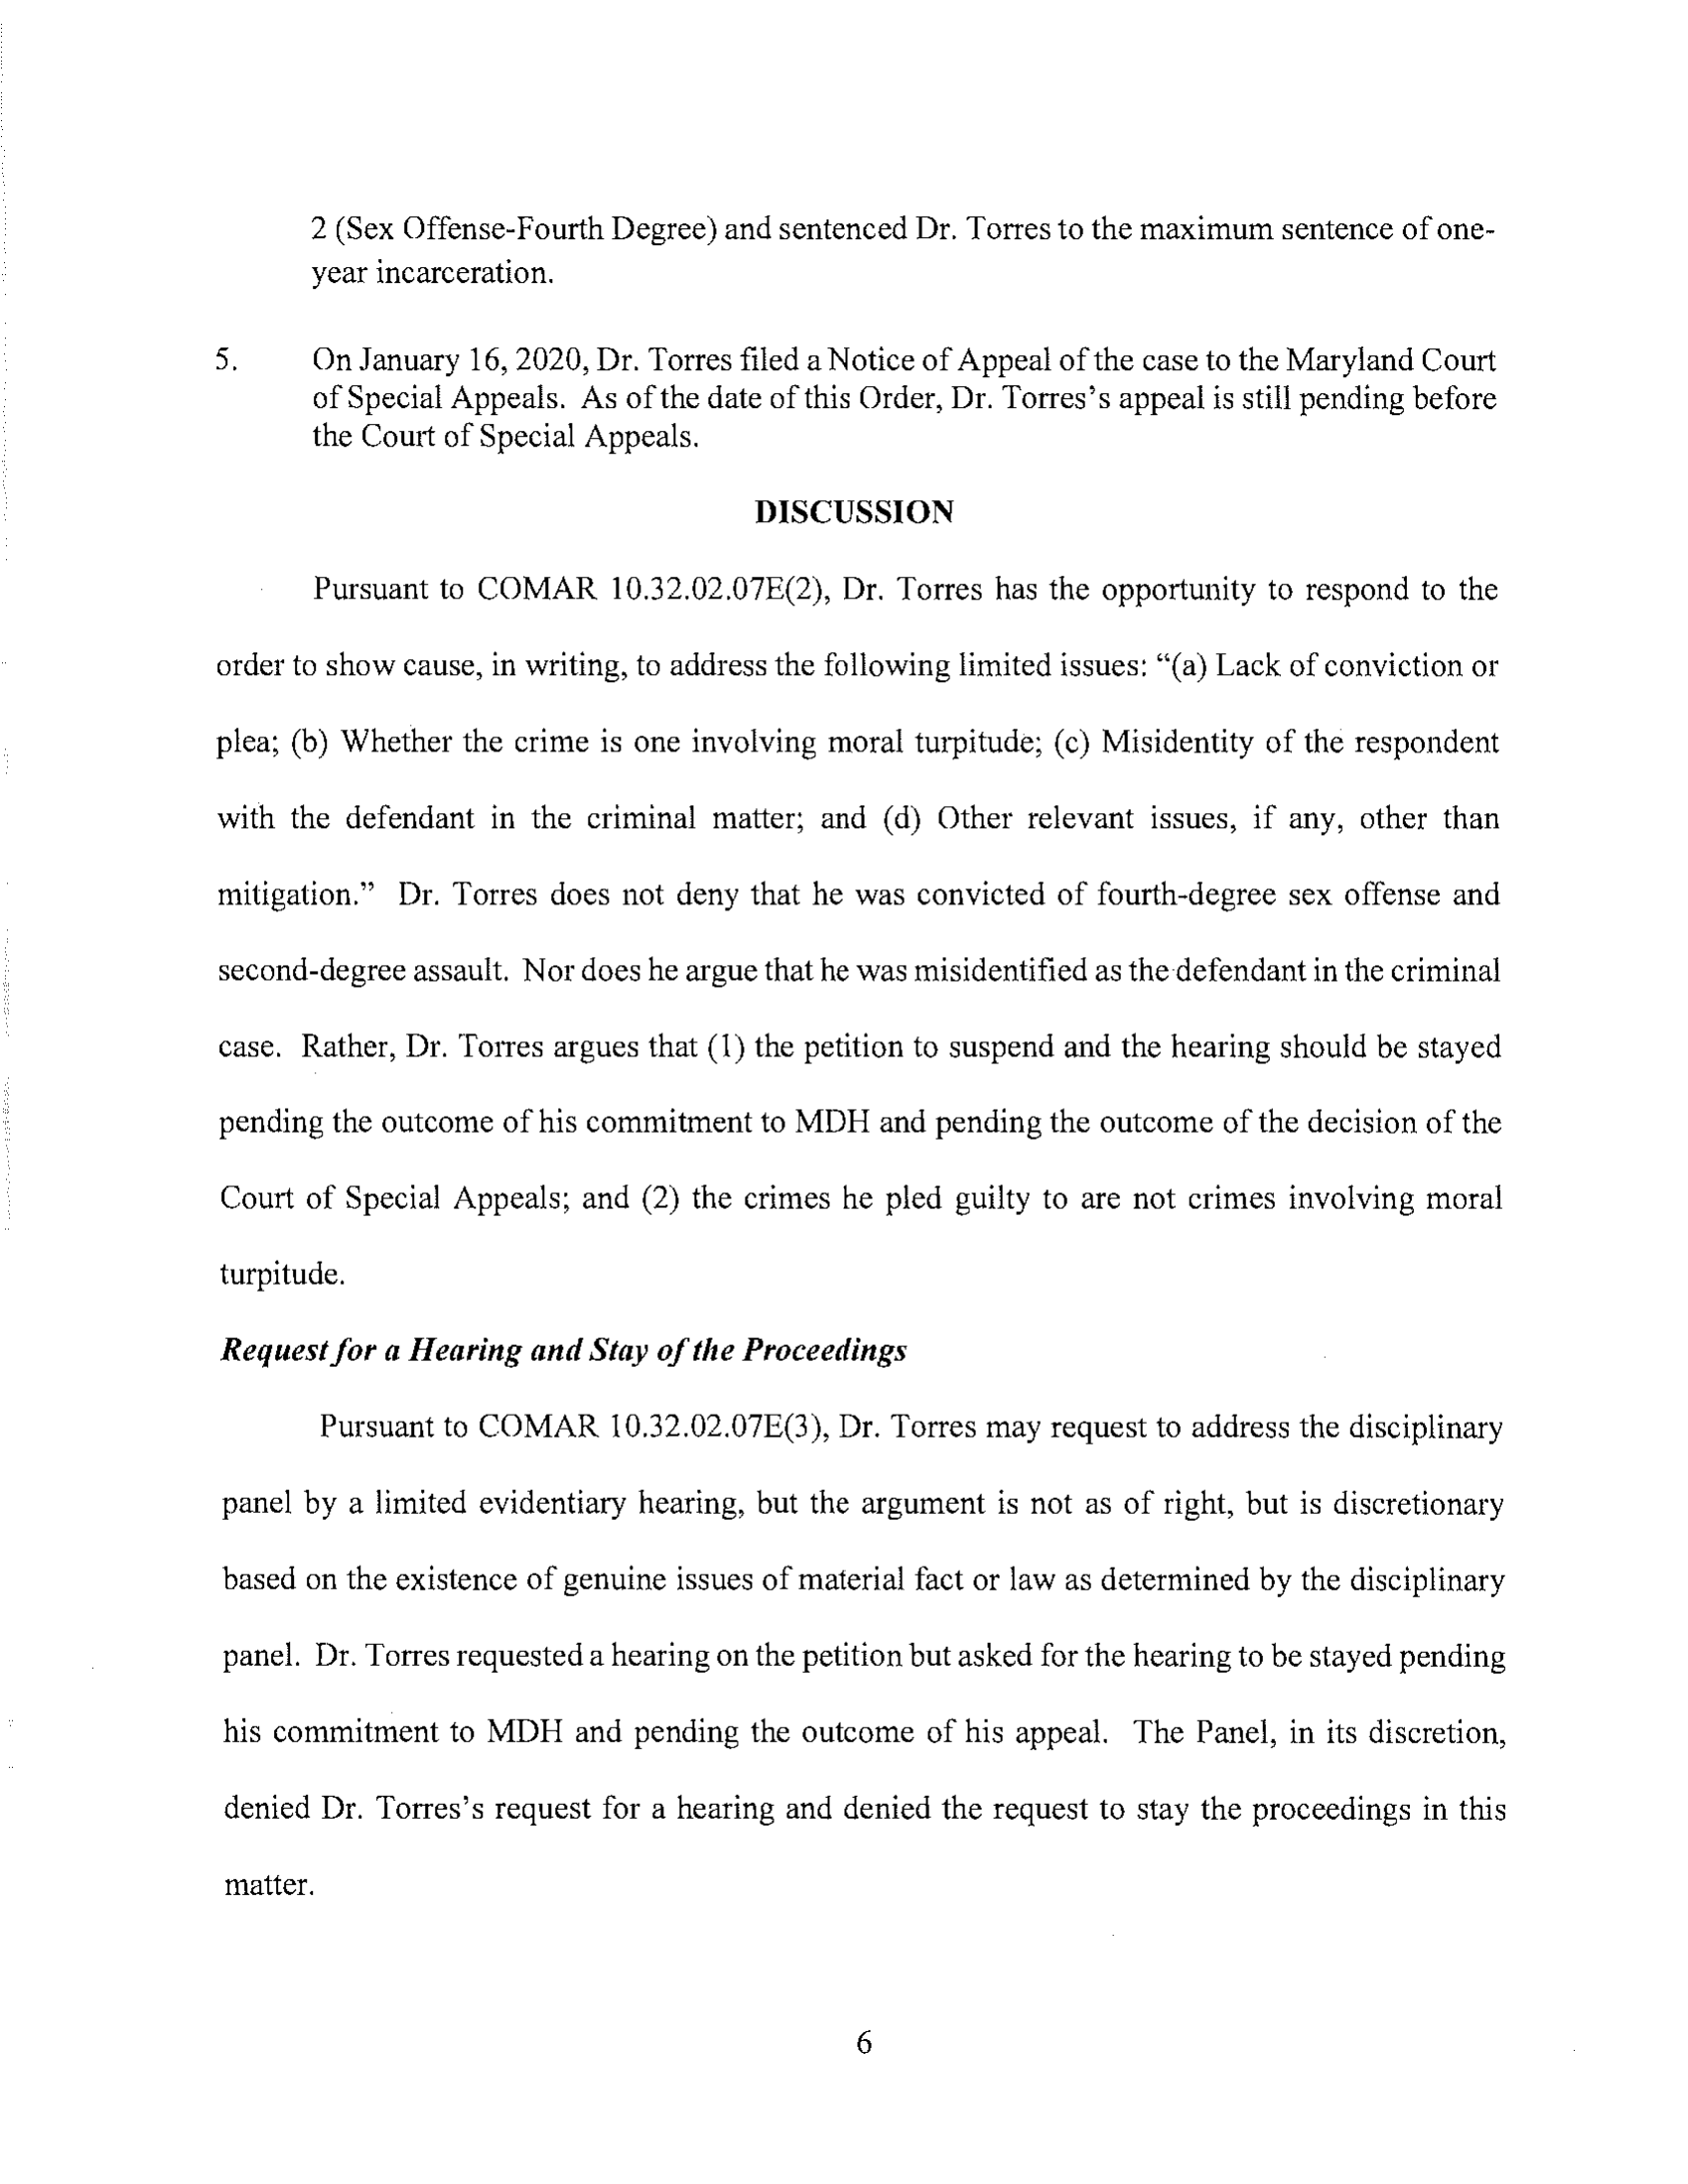 2 (Sex Offense-Fourth Degree) and sentenced Dr. Torres to the maximum sentence of one-
year incarceration.
5. On January 16, 2020, Dr. Torres filed a Notice of Appeal of the case to the Maryland Court
of Special Appeals. As of the date of this Order, Dr. Torres's appeal is still pending before
the Court of Special Appeals.
DISCUSSION
Pursuant to COMAR 10.32.02.07E(2), Dr. Torres has the opportunity to respond to the
order to show cause, in writing, to address the following limited issues: “(a) Lack of conviction or
plea; (b) Whether the crime is one involving moral turpitude; (c) Misidentity of the respondent
with the defendant in the criminal matter; and (d) Other relevant issues, if any, other than
mitigation.” Dr. Torres does not deny that he was convicted of fourth-degree sex offense and
second-degree assault. Nor does he argue that he was misidentified as the defendant in the criminal
case. Rather, Dr. Torres argues that (1) the petition to suspend and the hearing should be stayed
pending the outcome of his commitment to MDH and pending the outcome of the decision of the
Court of Special Appeals; and (2) the crimes he pled guilty to are not crimes involving moral
turpitude.
Request for a Hearing and Stay of the Proceedings
Pursuant to COMAR 10.32.02.07E(3), Dr. Torres may request to address the disciplinary
panel by a limited evidentiary hearing, but the argument is not as of right, but is discretionary
based on the existence of genuine issues of material fact or law as determined by the disciplinary
panel. Dr. Torres requested a hearing on the petition but asked for the hearing to be stayed pending
his commitment to MDH and pending the outcome of his appeal. The Panel, in its discretion,
denied Dr. Torres's request for a hearing and denied the request to stay the proceedings in this
matter.
6